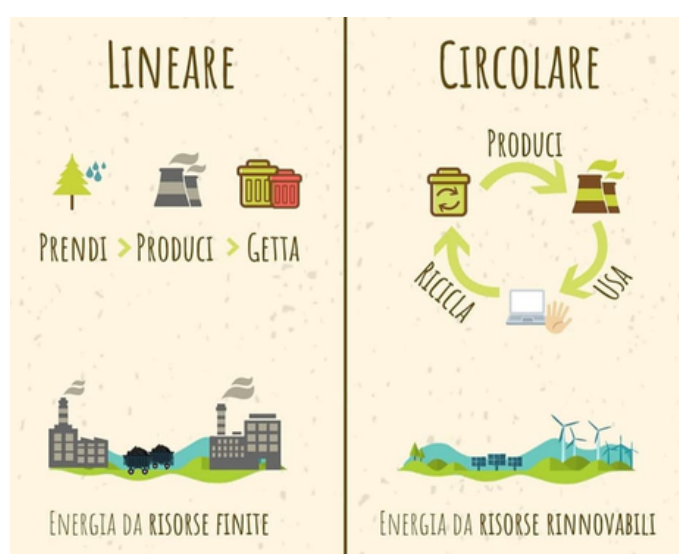 LINEARE
PRENDI > PRODUCI > GETTA
ENERGIA DA RISORSE FINITE
CIRCOLARE
PRODUCI
USA
RICICLA
ENERGIA DA RISORSE RINNOVABILI